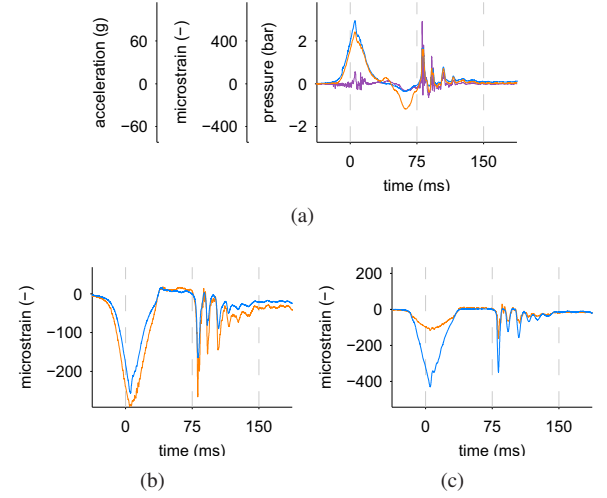 acceleration (g)
60
0
−60
microstrain (−)
400
0
−400
pressure (bar)
2
0
−2
0
75
150
time (ms)
(a)
microstrain (−)
0
−100
−200
0
75
150
time (ms)
(b)
microstrain (−)
200
0
−200
−400
0
75
150
time (ms)
(c)